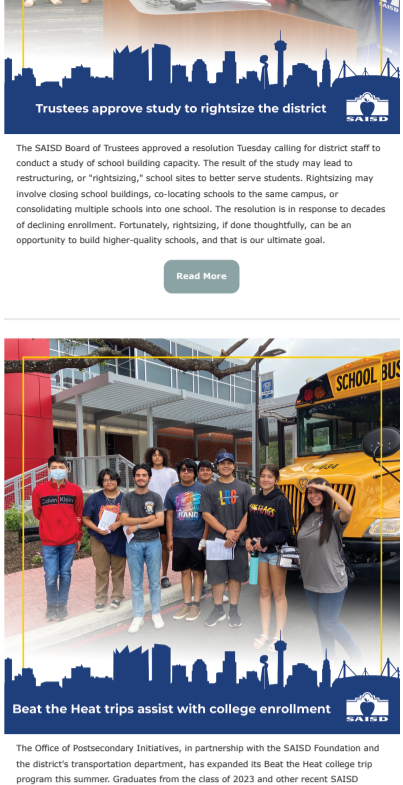 SAISD
Trustees approve study to rightsize the district
SAISD
The SAISD Board of Trustees approved a resolution Tuesday calling for district staff to
conduct a study of school building capacity. The result of the study may lead to
restructuring, or "rightsizing," school sites to better serve students. Rightsizing may
involve closing school buildings, co-locating schools to the same campus, or
consolidating multiple schools into one school. The resolution is in response to decades
of declining enrollment. Fortunately, rightsizing, if done thoughtfully, can be an
opportunity to build higher-quality schools, and that is our ultimate goal.
Read More
SCHOOL BUS
Calvin Klein
BAND
Beat the Heat trips assist with college enrollment
SAISD
The Office of Postsecondary Initiatives, in partnership with the SAISD Foundation and
the district's transportation department, has expanded its Beat the Heat college trip
program this summer. Graduates from the class of 2023 and other recent SAISD